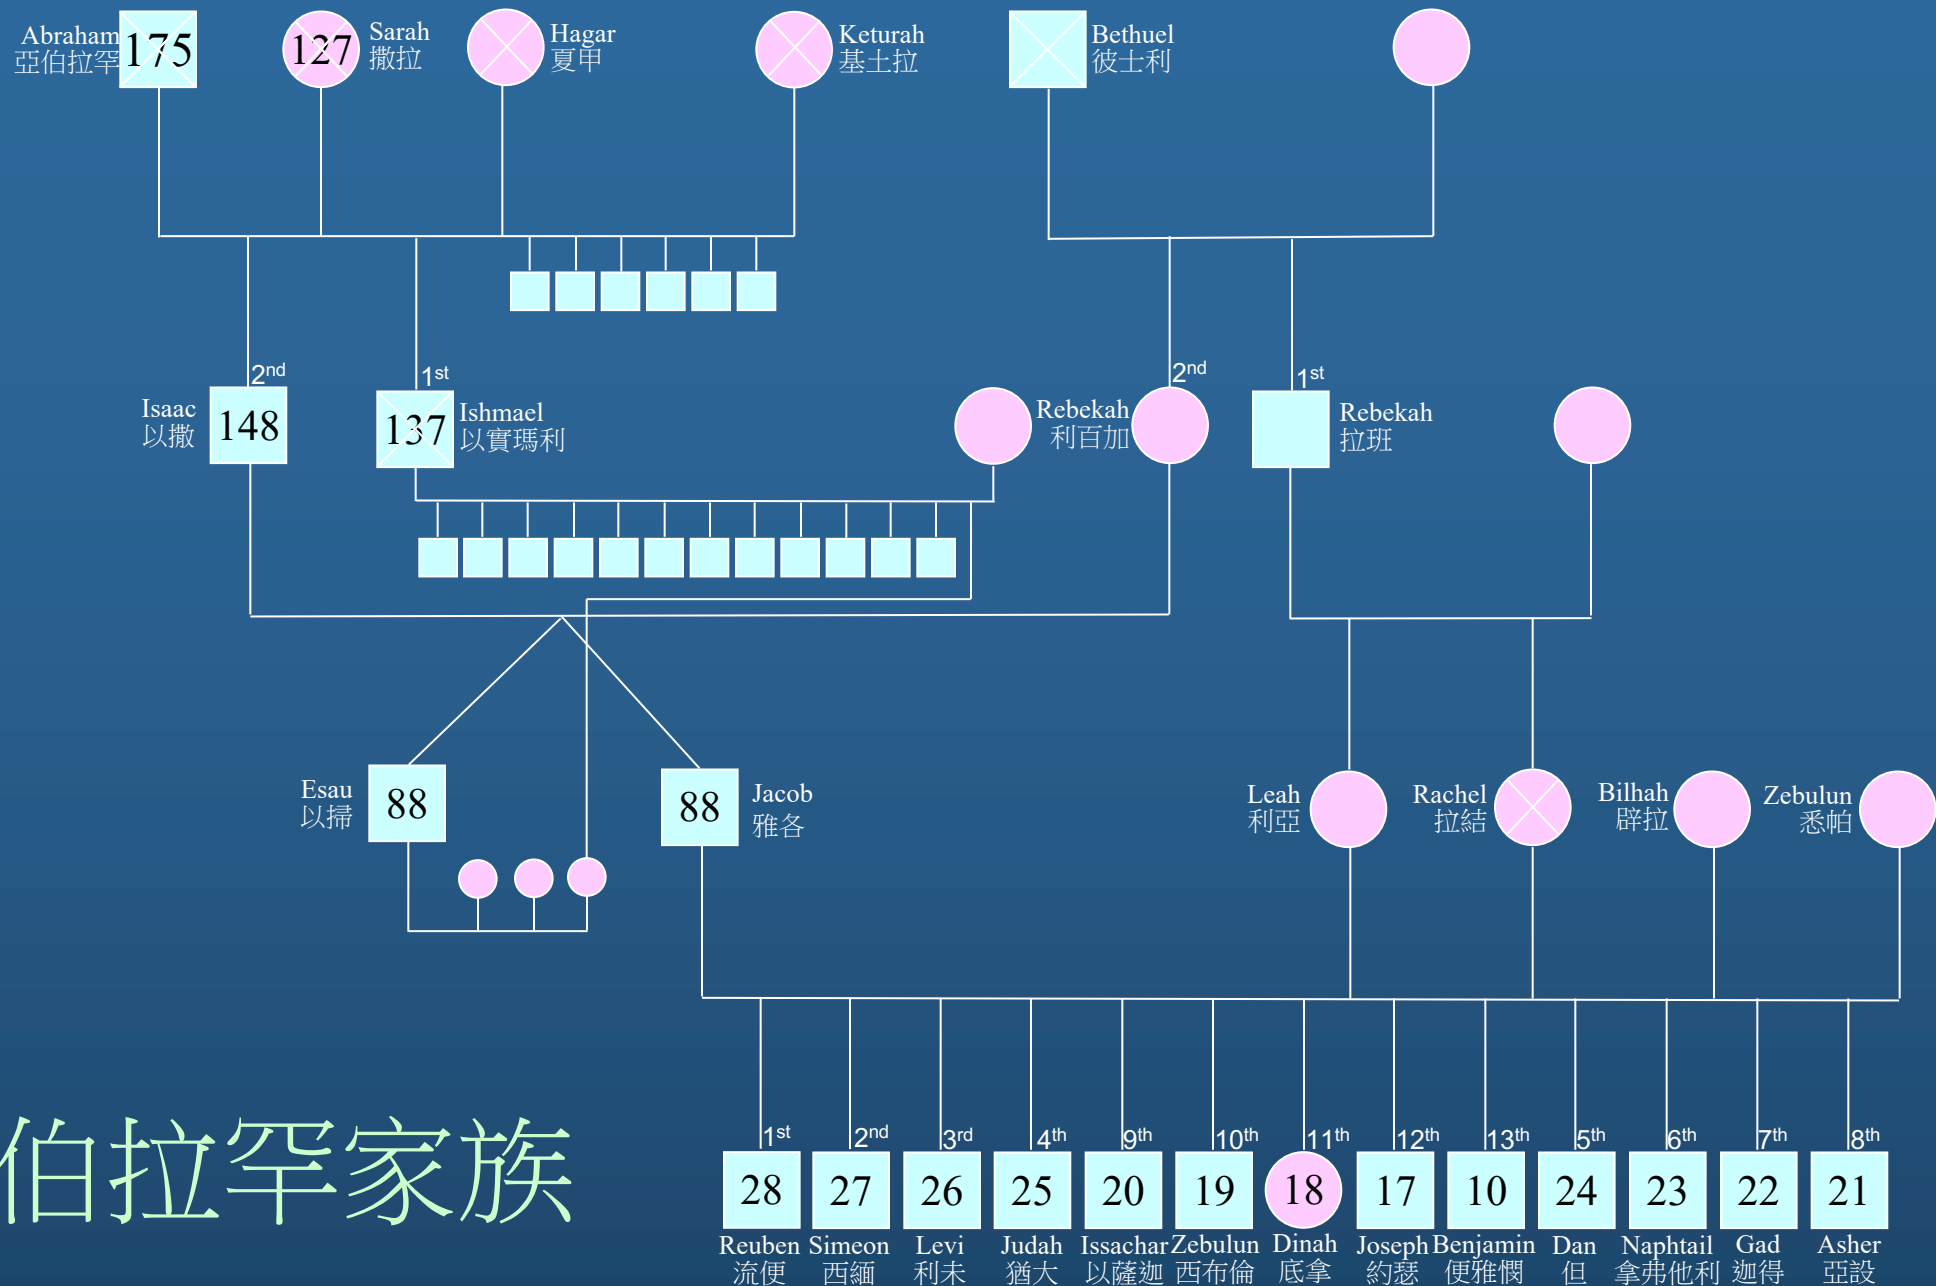 Abraham
亞伯拉罕
175
127
Sarah
撒拉
Hagar
夏甲
Keturah
基土拉
Bethuel
彼土利
2nd
1st
2nd
1st
Isaac
以撒
148
137
Ishmael
以實瑪利
Rebekah
利百加
Rebekah
拉班
Esau
以掃
88
88
Jacob
雅各
Leah
利亞
Rachel
拉結
Bilhah
辟拉
Zebulun
悉帕
伯拉罕家族
1st 2nd 3rd 4th 9th 10th 11th 12th 13th 5th 6th 7th 8th
28 27 26 25 20 19 18 17 10 24 23 22 21
Reuben Simeon Levi Judah Issachar Zebulun Dinah Joseph Benjamin Dan Naphtail Gad Asher
流便 西緬 利未 猶大 以薩迦 西布倫 底拿 約瑟 便雅憫 但 拿弗他利 迦得 亞設